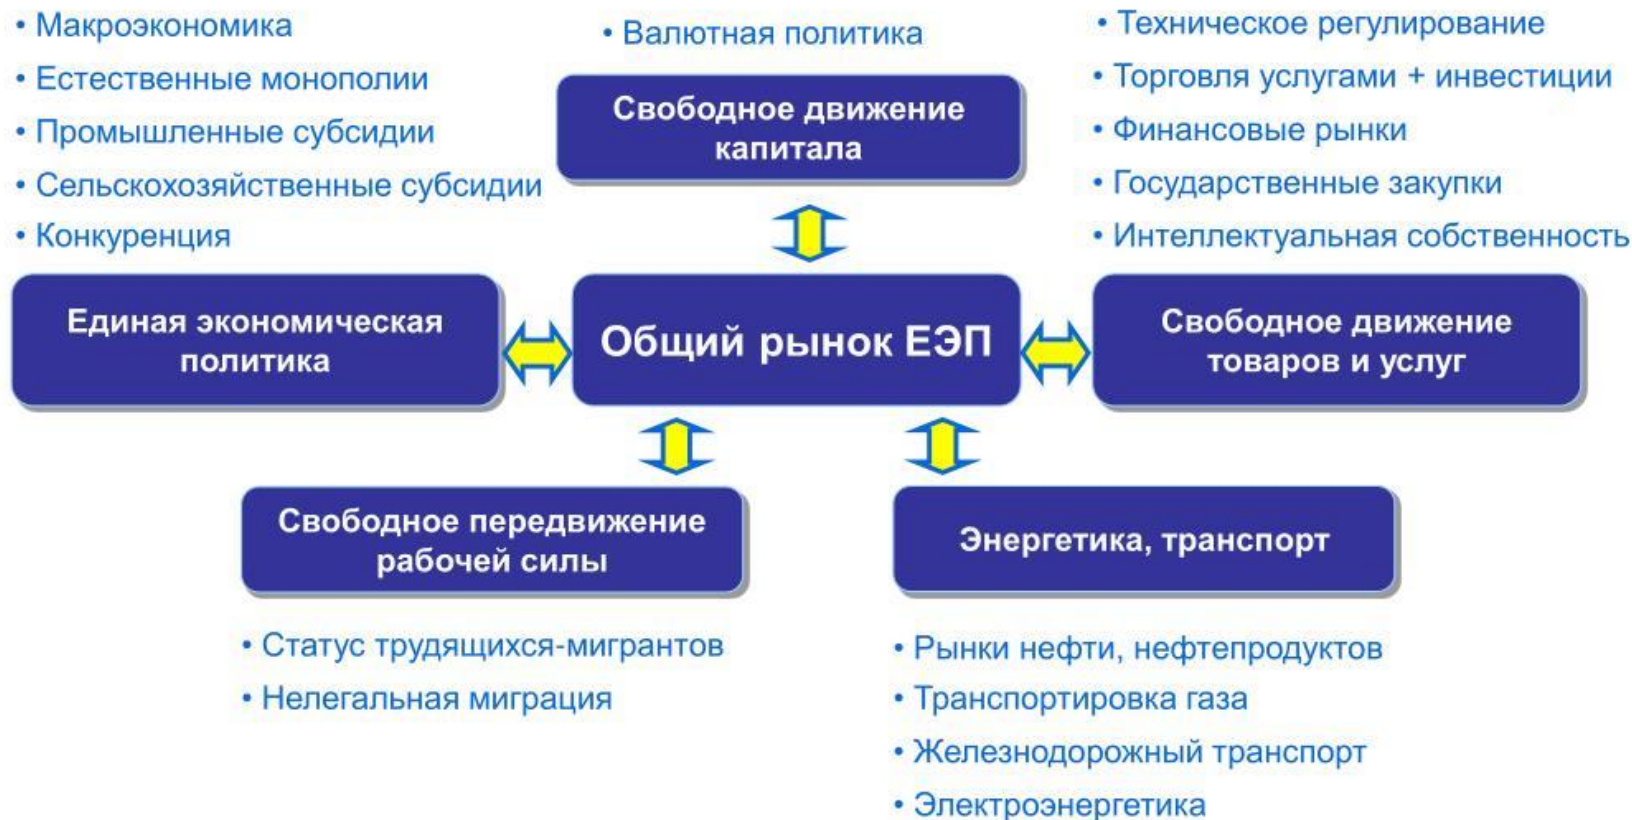 • Макроэкономика
• Естественные монополии
• Промышленные субсидии
• Сельскохозяйственные субсидии
• Конкуренция
Единая экономическая
политика
• Валютная политика
Свободное движение
капитала
• Техническое регулирование
• Торговля услугами + инвестиции
• Финансовые рынки
• Государственные закупки
• Интеллектуальная собственность
Общий рынок ЕЭП
Свободное движение
товаров и услуг
Свободное передвижение
рабочей силы
• Статус трудящихся-мигрантов
• Нелегальная миграция
Энергетика, транспорт
• Рынки нефти, нефтепродуктов
• Транспортировка газа
• Железнодорожный транспорт
• Электроэнергетика